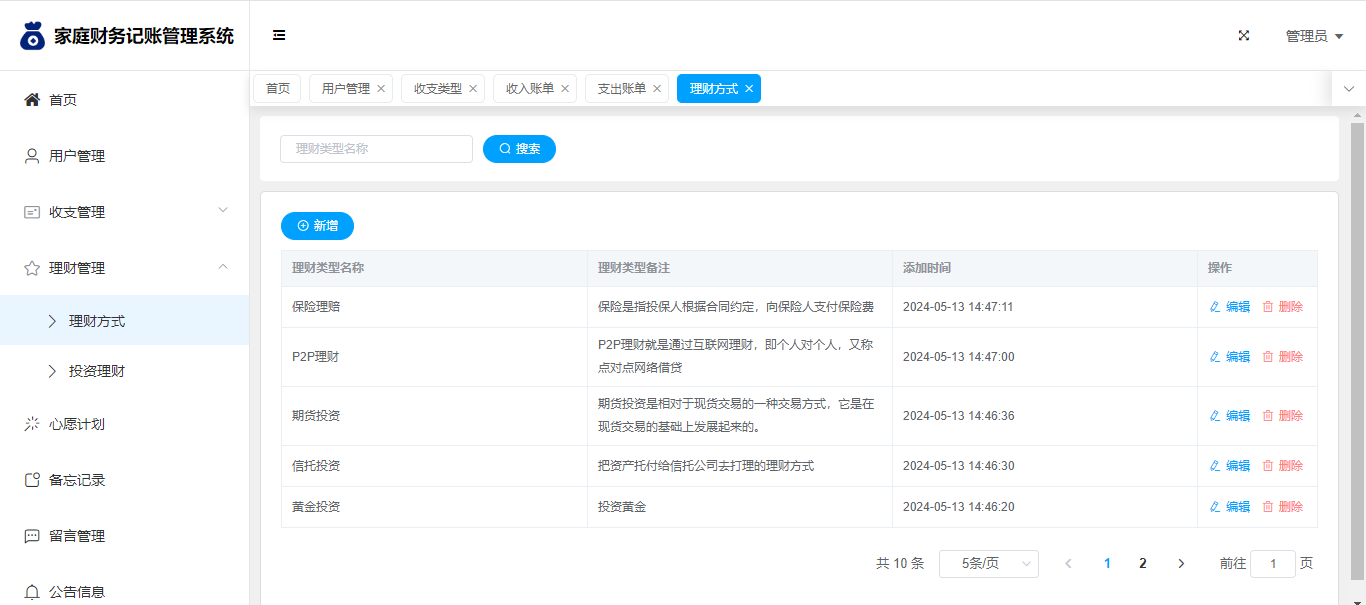 家庭财务记账管理系统
管理员
首页
用户管理
收支管理
理财管理
理财方式
投资理财
心愿计划
备忘记录
留言管理
公告信息
首页 用户管理 收支类型 收入账单 支出账单 理财方式
理财类型名称 搜索
新增
理财类型名称 理财类型备注 添加时间 操作
保险理赔 保险是指投保人根据合同约定，向保险人支付保险费 2024-05-13 14:47:11 编辑 删除
P2P理财 P2P理财就是通过互联网理财，即个人对个人，又称
点对点网络借贷 2024-05-13 14:47:00 编辑 删除
期货投资 期货投资是相对于现货交易的一种交易方式，它是在
现货交易的基础上发展起来的。 2024-05-13 14:46:36 编辑 删除
信托投资 把资产托付给信托公司去打理的理财方式 2024-05-13 14:46:30 编辑 删除
黄金投资 投资黄金 2024-05-13 14:46:20 编辑 删除
共 10 条 5条/页 1 2 前往 1 页